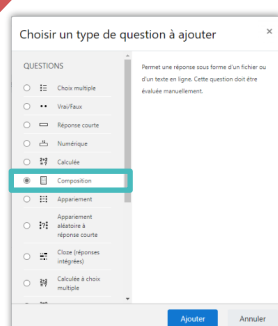 Choisir un type de question à ajouter
×
QUESTIONS
Choix multiple
Vrai/Faux
Réponse courte
Numérique
Calculée
Composition
Appariement
Appariement
aléatoire à
réponse courte
Cloze (réponses
intégrées)
Calculée à choix
multiple
Permet une réponse sous forme d'un fichier ou
d'un texte en ligne. Cette question doit être
évaluée manuellement.
Ajouter
Annuler